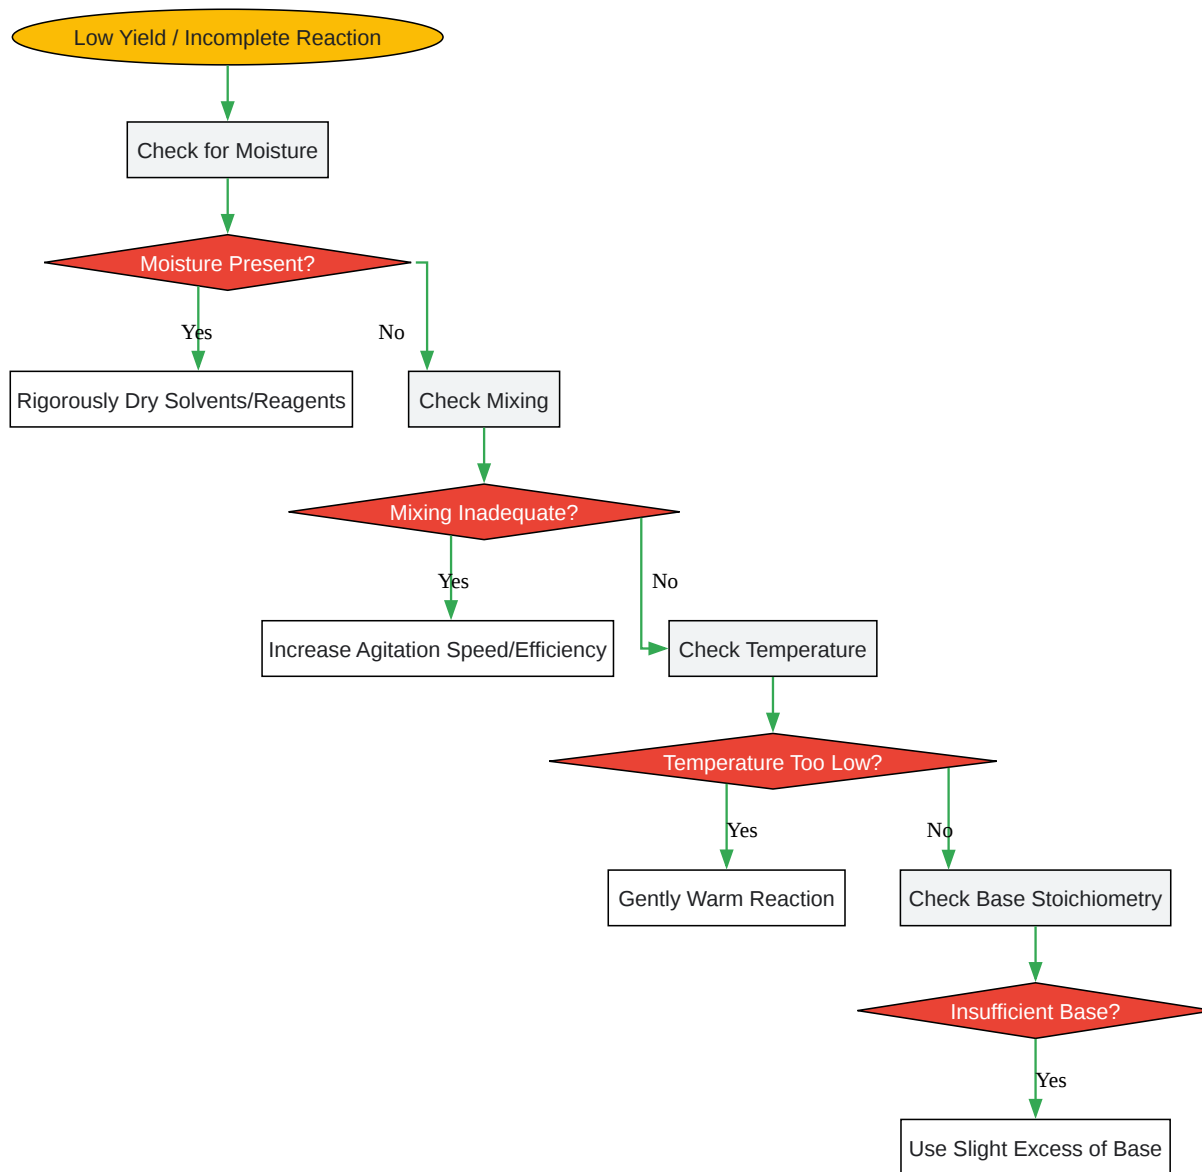 Low Yield / Incomplete Reaction
Check for Moisture
Moisture Present?
Yes
No
Rigorously Dry Solvents/Reagents
Check Mixing
Mixing Inadequate?
Yes
No
Increase Agitation Speed/Efficiency
Check Temperature
Temperature Too Low?
Yes
No
Gently Warm Reaction
Check Base Stoichiometry
Insufficient Base?
Yes
Use Slight Excess of Base